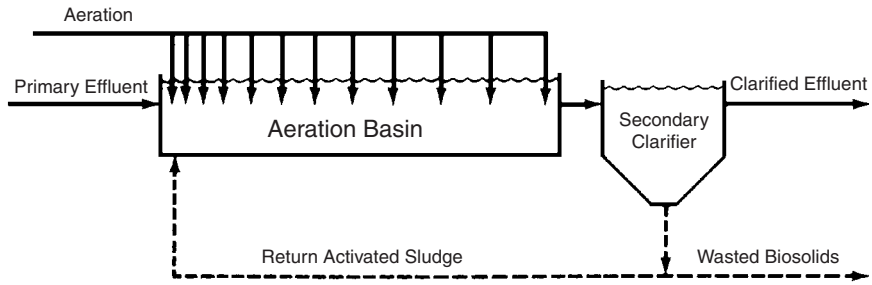 Aeration
Primary Effluent
Clarified Effluent
Aeration Basin
Secondary
Clarifier
Return Activated Sludge
Wasted Biosolids